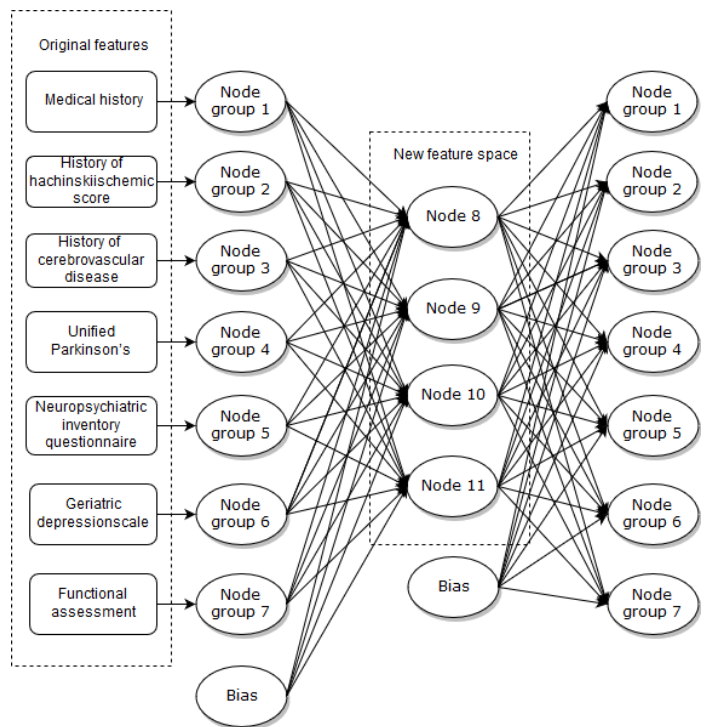 Original features
Medical history
History of
hachinskiischemic
score
History of
cerebrovascular
disease
Unified
Parkinson's
Neuropsychiatric
inventory
questionnaire
Geriatric
depressionscale
Functional
assessment
Node
group 1
Node
group 2
Node
group 3
Node
group 4
Node
group 5
Node
group 6
Node
group 7
Bias
New feature space
Node 8
Node 9
Node 10
Node 11
Bias
Node
group 1
Node
group 2
Node
group 3
Node
group 4
Node
group 5
Node
group 6
Node
group 7